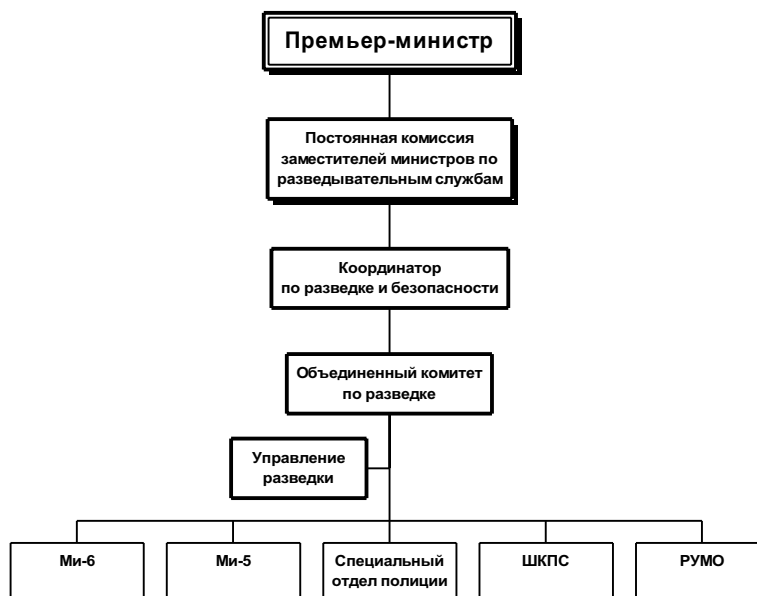 Премьер-министр
Постоянная комиссия
заместителей министров по
разведывательным службам
Координатор
по разведке и безопасности
Объединенный комитет
по разведке
Управление
разведки
Ми-6
Ми-5
Специальный
отдел полиции
ШКПС
РУМО